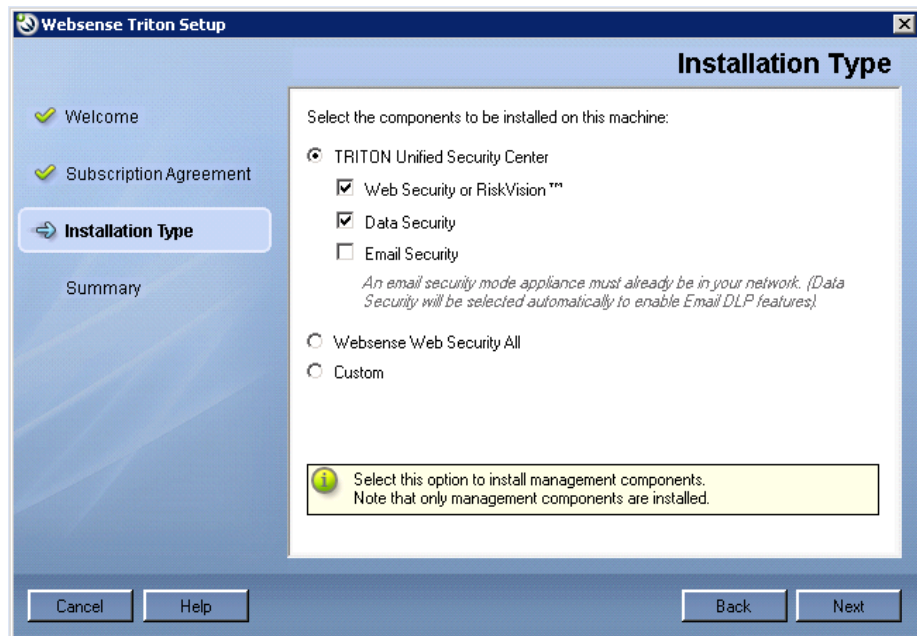 Websense Triton Setup
Installation Type
Welcome
Subscription Agreement
Installation Type
Summary
Select the components to be installed on this machine:
TRITON Unified Security Center
Web Security or RiskVision ™
Data Security
Email Security
An email security mode appliance must already be in your network. (Data
Security will be selected automatically to enable Email DLP features).
Websense Web Security All
Custom
Select this option to install management components.
Note that only management components are installed.
Cancel
Help
Back
Next